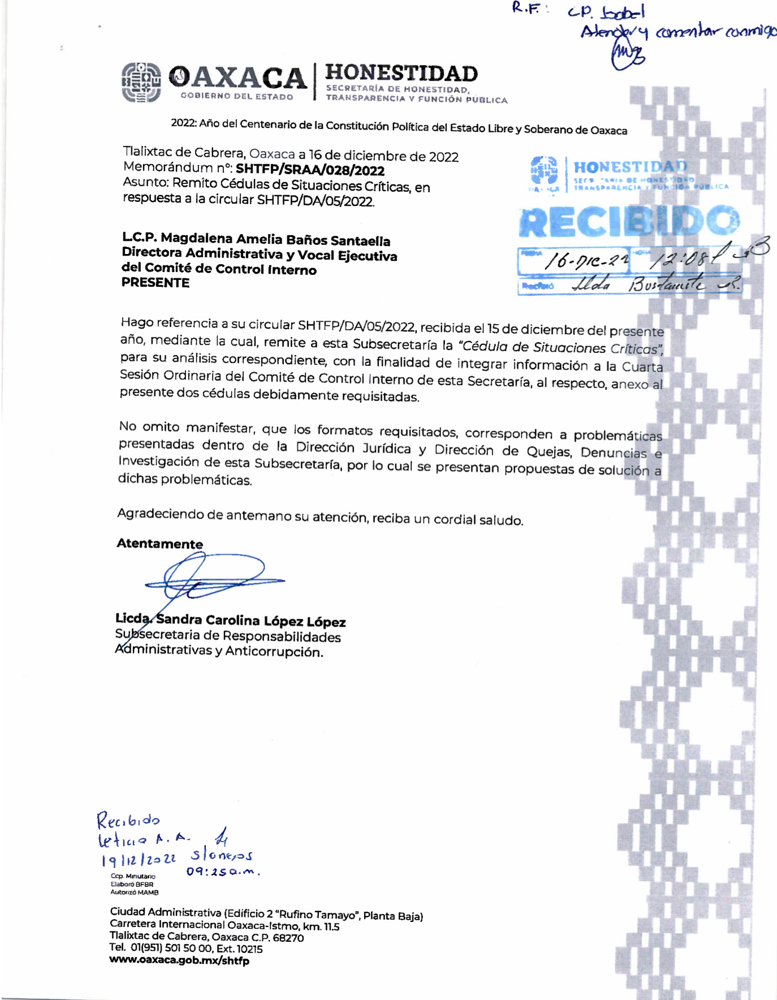 R.F: CP. Isabel
Atender y comentar conmigo
OAXACA
GOBIERNO DEL ESTADO
HONESTIDAD
SECRETARÍA DE HONESTIDAD,
TRANSPARENCIA Y FUNCIÓN PÚBLICA
2022: Año del Centenario de la Constitución Política del Estado Libre y Soberano de Oaxaca
Tlalixtac de Cabrera, Oaxaca a 16 de diciembre de 2022
Memorándum nº: SHTFP/SRAA/028/2022
Asunto: Remito Cédulas de Situaciones Críticas, en
respuesta a la circular SHTFP/DA/05/2022.
HONESTIDAD
SECRETARIA DE HONESTIDAD
TRANSPARENCIA Y FUNCIÓN PÚBLICA
OAXACA
RECIBIDO
FECHA 16-DIC-22 HORA 12:08
Recibió Ilda Bustamante
L.C.P. Magdalena Amelia Baños Santaella
Directora Administrativa y Vocal Ejecutiva
del Comité de Control Interno
PRESENTE
Hago referencia a su circular SHTFP/DA/05/2022, recibida el 15 de diciembre del presente
año, mediante la cual, remite a esta Subsecretaría la "Cédula de Situaciones Críticas",
para su análisis correspondiente, con la finalidad de integrar información a la Cuarta
Sesión Ordinaria del Comité de Control Interno de esta Secretaría, al respecto, anexo al
presente dos cédulas debidamente requisitadas.
No omito manifestar, que los formatos requisitados, corresponden a problemáticas
presentadas dentro de la Dirección Jurídica y Dirección de Quejas, Denuncias e
Investigación de esta Subsecretaría, por lo cual se presentan propuestas de solución a
dichas problemáticas.
Agradeciendo de antemano su atención, reciba un cordial saludo.
Atentamente
Licda. Sandra Carolina López López
Subsecretaria de Responsabilidades
Administrativas y Anticorrupción.
Recibido
Leticia A. A.
19/12/2022 s/anexos
09:25 a.m.
Ccp. Minutario
Elaboró BFBR
Autorizó MAMB
Ciudad Administrativa (Edificio 2 "Rufino Tamayo", Planta Baja)
Carretera Internacional Oaxaca-Istmo, km. 11.5
Tlalixtac de Cabrera, Oaxaca C.P. 68270
Tel. 01(951) 501 50 00, Ext. 10215
www.oaxaca.gob.mx/shtfp